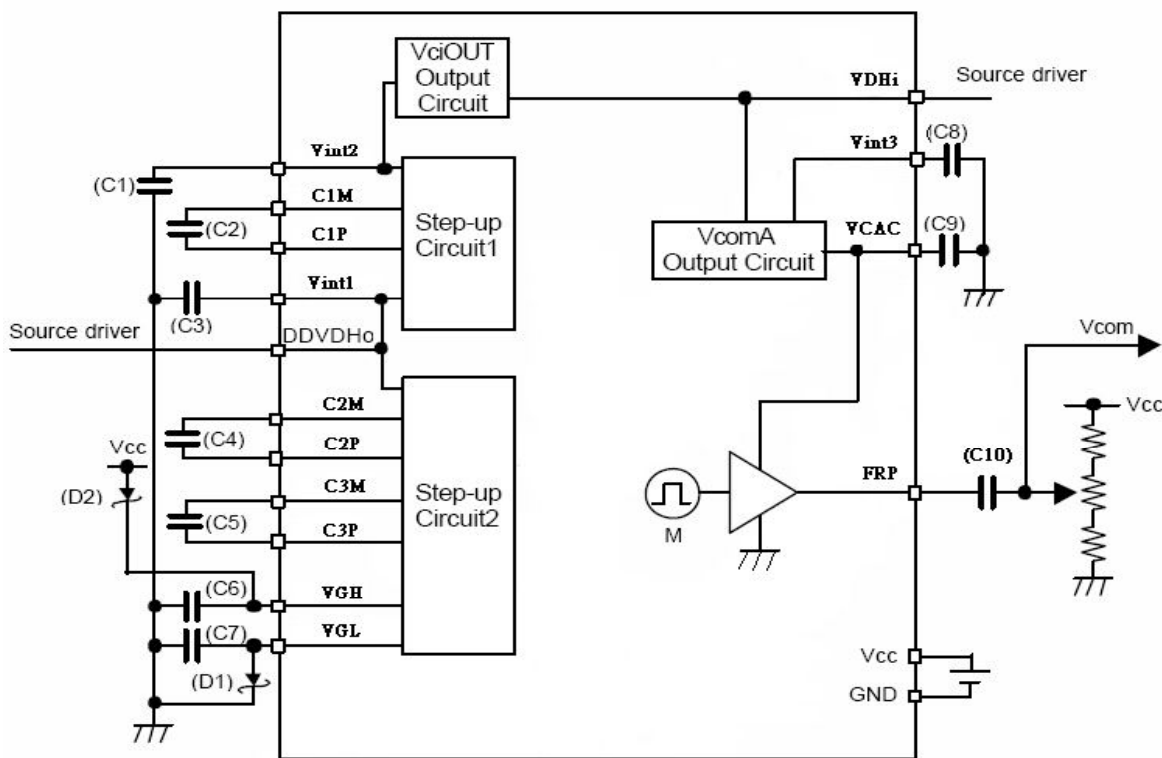 VciOUT
Output
Circuit
VDHi
Source driver
(C8)
Vint3
Vint2
(C1)
C1M
(C2)
C1P
Step-up
Circuit1
VcomA
Output Circuit
VCAC
(C9)
Vint1
(C3)
Source driver
DDVDHo
Vcom
C2M
(C4)
C2P
Vcc
Vcc
(D2)
C3M
(C5)
C3P
Step-up
Circuit2
M
FRP
(C10)
(C6)
VGH
(C7)
VGL
(D1)
Vcc
GND